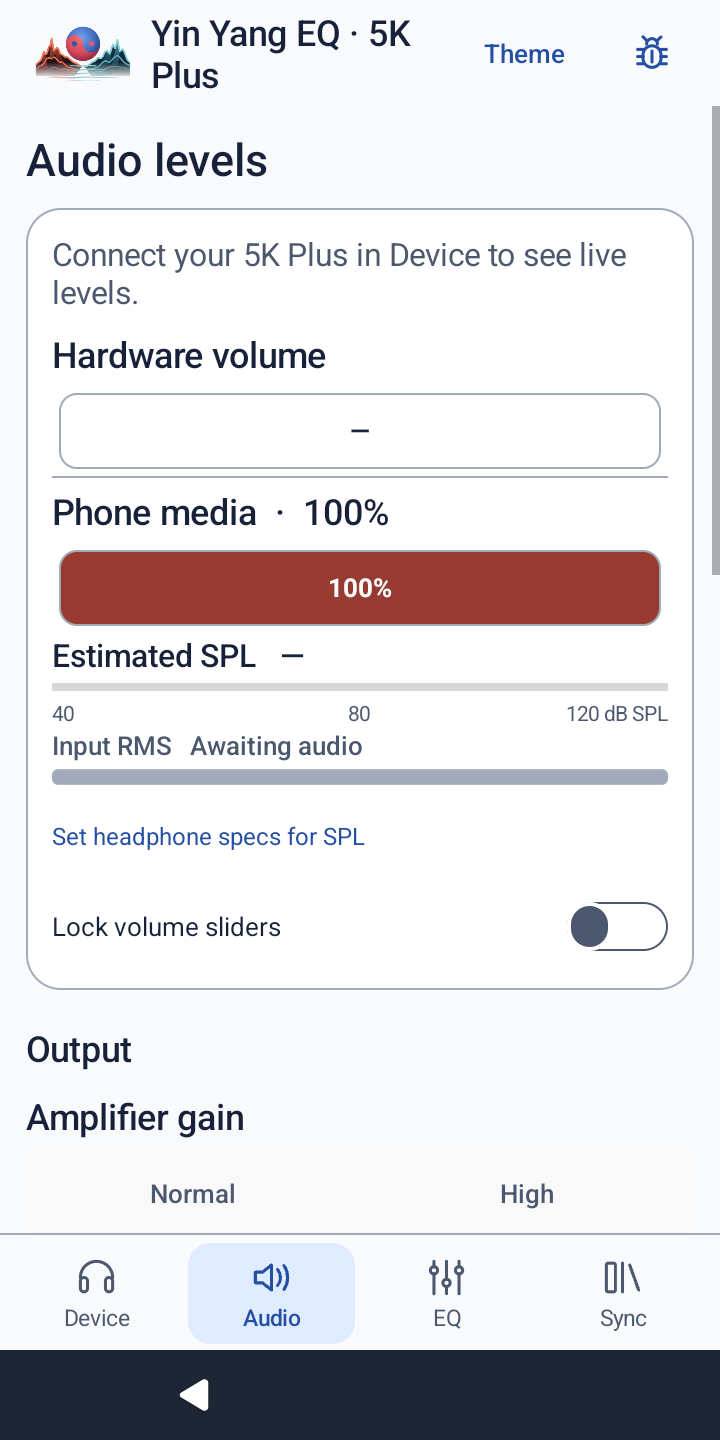 Yin Yang EQ · 5K
Plus
Theme
Audio levels
Connect your 5K Plus in Device to see live
levels.
Hardware volume
–
Phone media · 100%
100%
Estimated SPL —
40 80 120 dB SPL
Input RMS Awaiting audio
Set headphone specs for SPL
Lock volume sliders
Output
Amplifier gain
Normal High
Device Audio EQ Sync